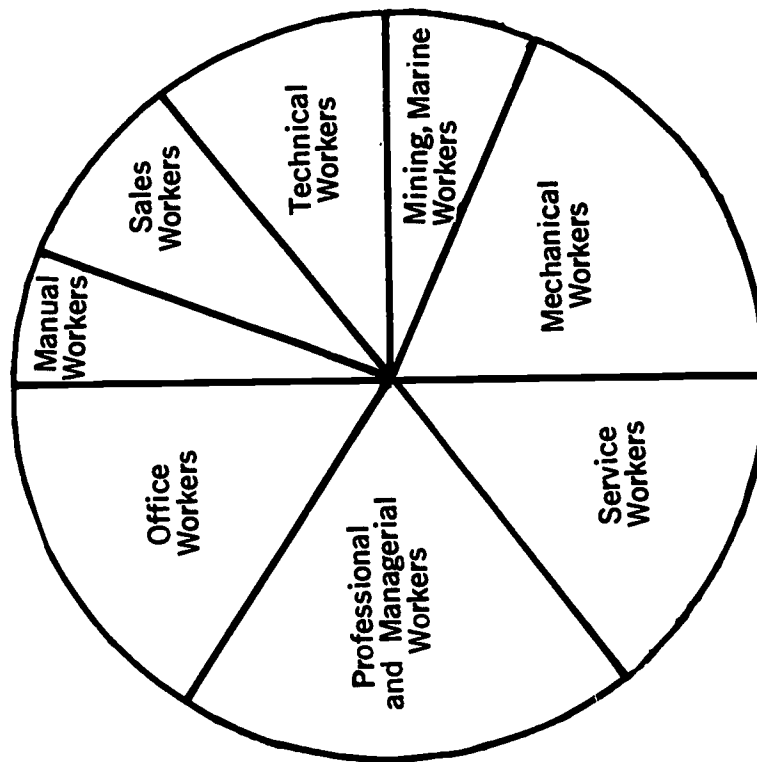 Manual
Workers
Sales
Workers
Technical
Workers
Mining, Marine
Workers
Mechanical
Workers
Service
Workers
Professional
and Managerial
Workers
Office
Workers